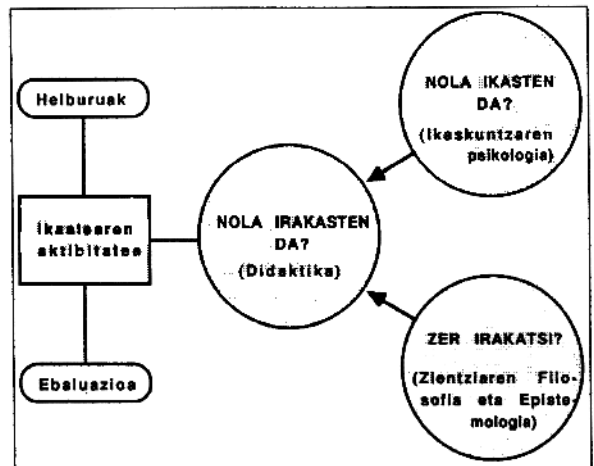 Helburuak
Ikastearen
aktibitatea
Ebaluazioa
NOLA IRAKASTEN
DA?
(Didaktika)
NOLA IKASTEN
DA?
(Ikaskuntzaren
psikologia)
ZER IRAKATSI?
(Zientziaren Filo-
sofia eta Episte-
mologia)